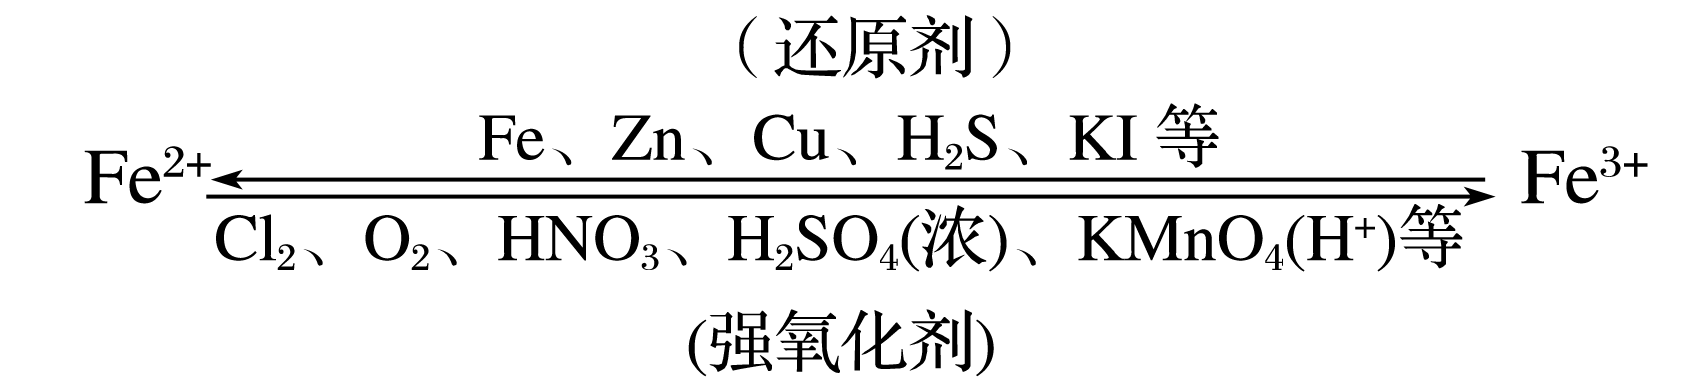 （还原剂）
Fe、Zn、Cu、H₂S、KI 等
Fe²⁺ Fe³⁺
Cl₂、O₂、HNO₃、H₂SO₄(浓)、KMnO₄(H⁺)等
(强氧化剂)